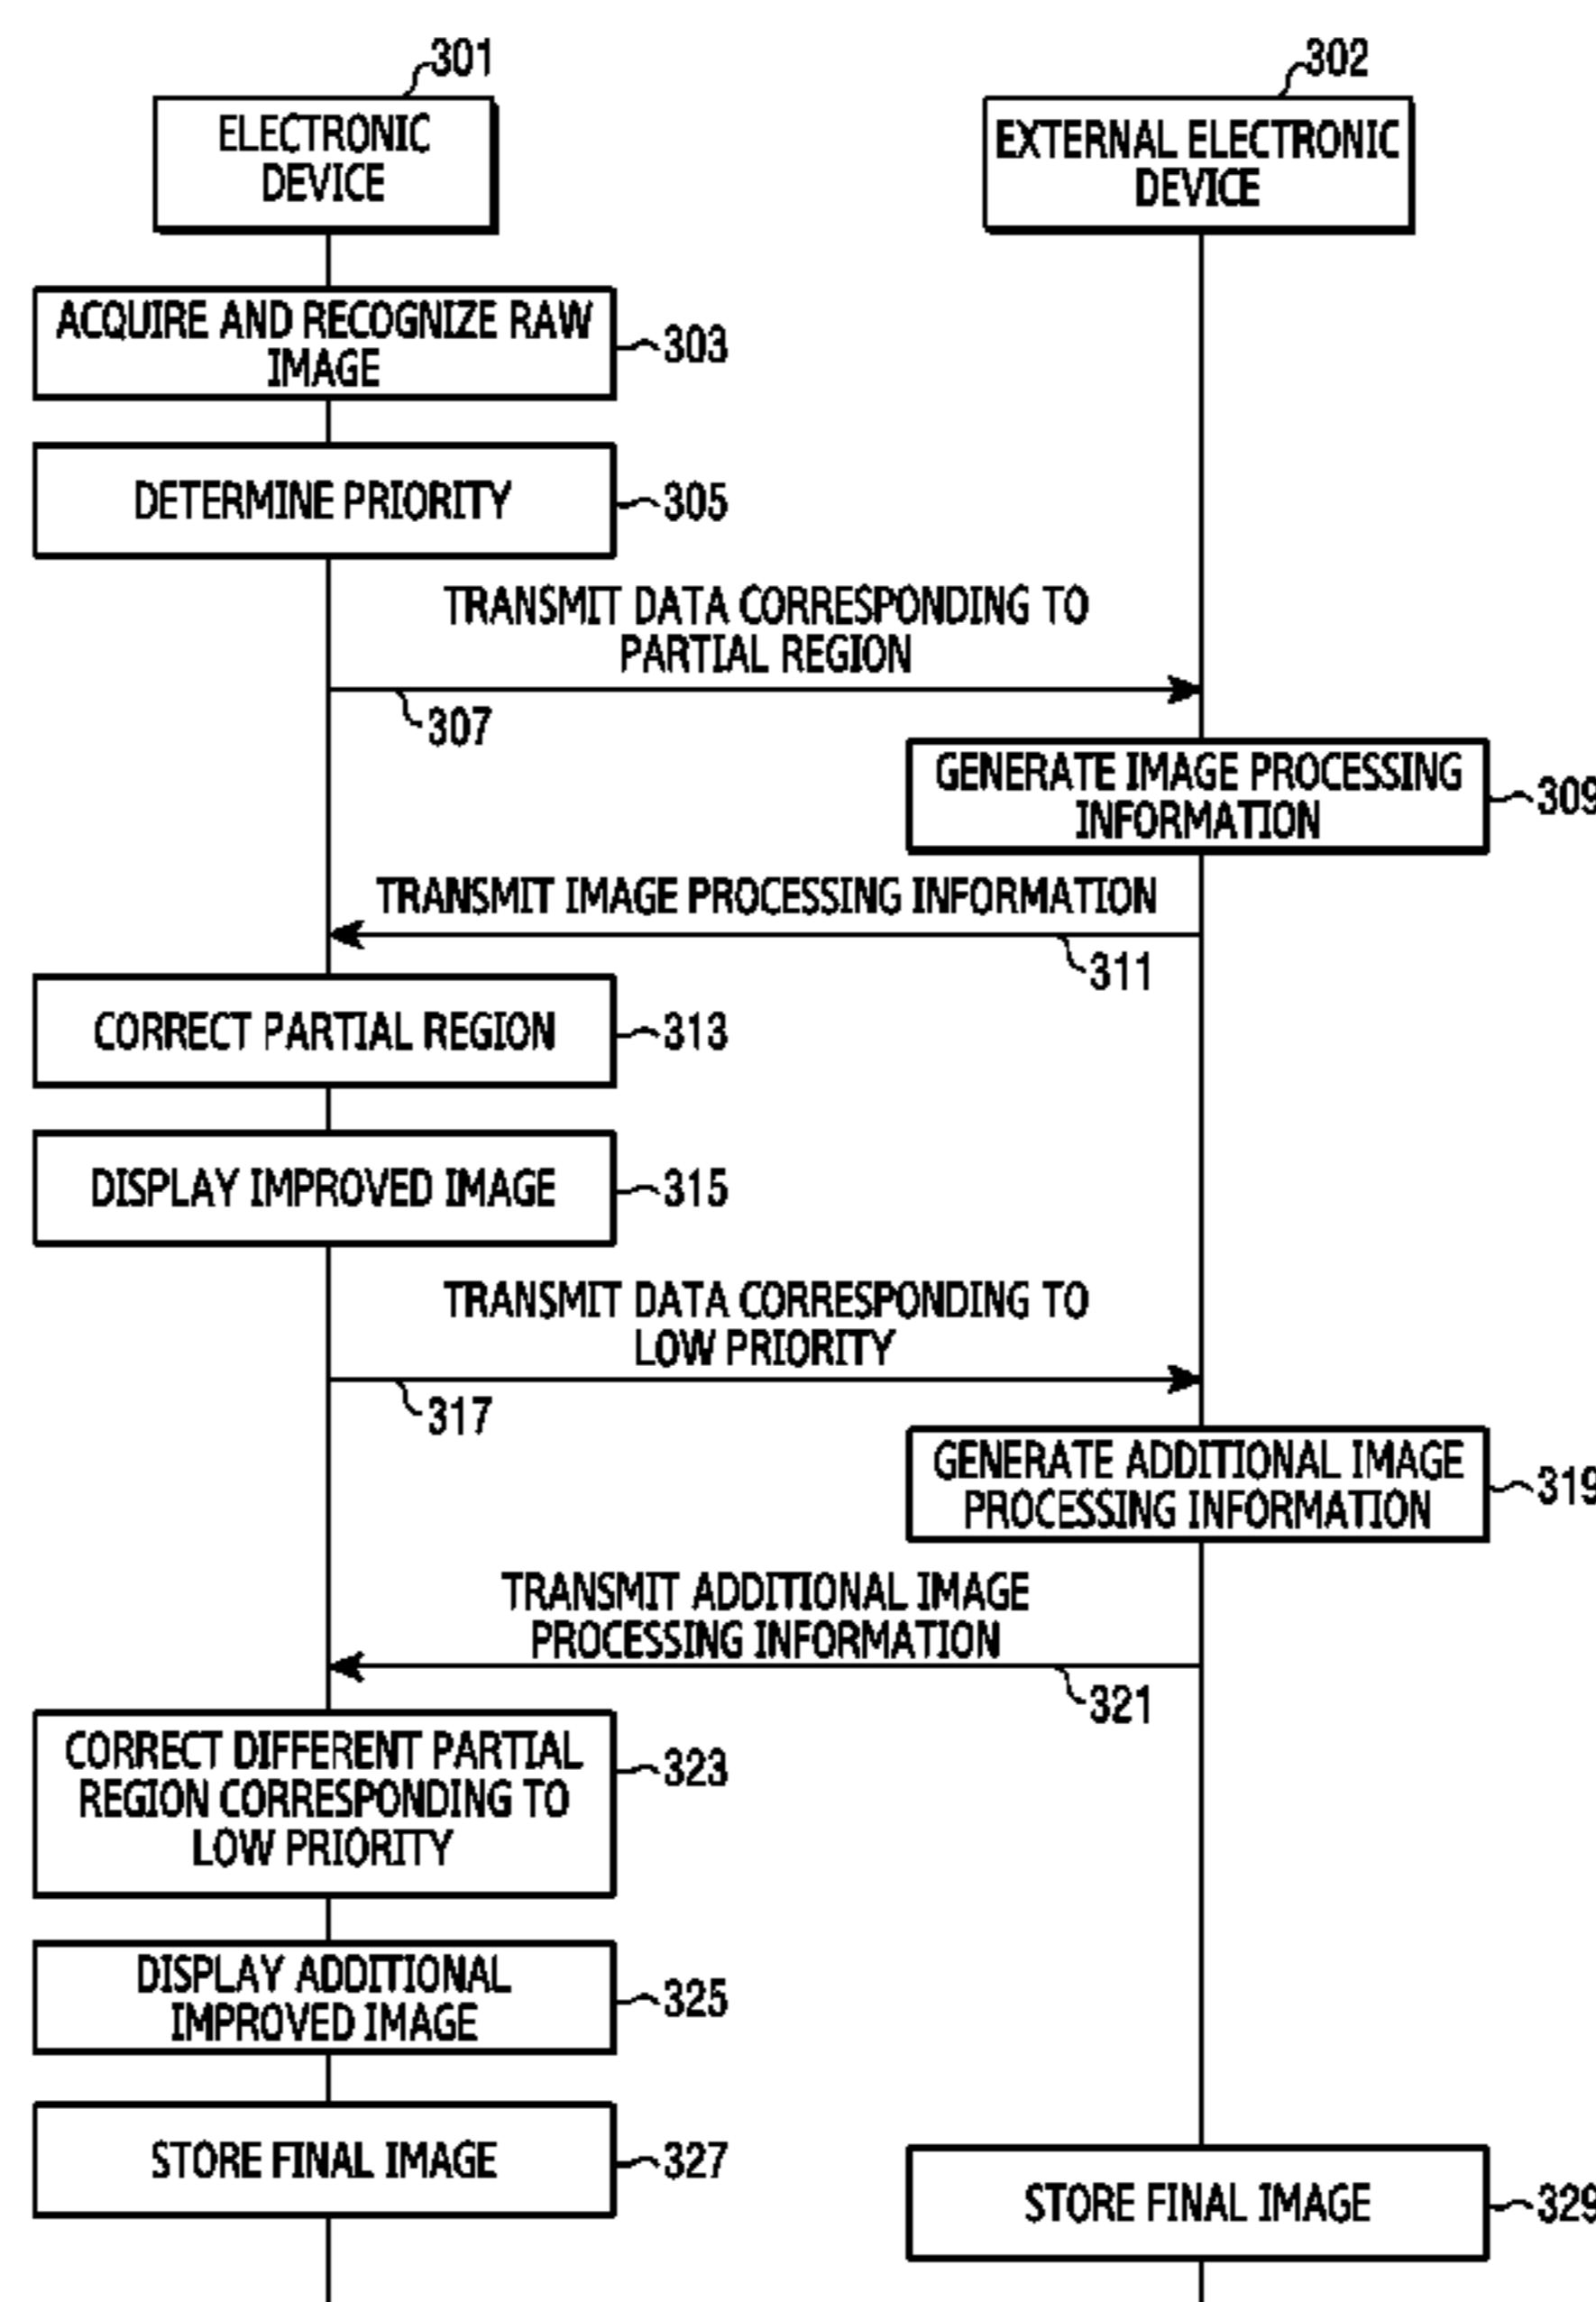 301
302
ELECTRONIC
DEVICE
EXTERNAL ELECTRONIC
DEVICE
ACQUIRE AND RECOGNIZE RAW
IMAGE
303
DETERMINE PRIORITY
305
TRANSMIT DATA CORRESPONDING TO
PARTIAL REGION
307
GENERATE IMAGE PROCESSING
INFORMATION
309
TRANSMIT IMAGE PROCESSING INFORMATION
311
CORRECT PARTIAL REGION
313
DISPLAY IMPROVED IMAGE
315
TRANSMIT DATA CORRESPONDING TO
LOW PRIORITY
317
GENERATE ADDITIONAL IMAGE
PROCESSING INFORMATION
319
TRANSMIT ADDITIONAL IMAGE
PROCESSING INFORMATION
321
CORRECT DIFFERENT PARTIAL
REGION CORRESPONDING TO
LOW PRIORITY
323
DISPLAY ADDITIONAL
IMPROVED IMAGE
325
STORE FINAL IMAGE
327
STORE FINAL IMAGE
329